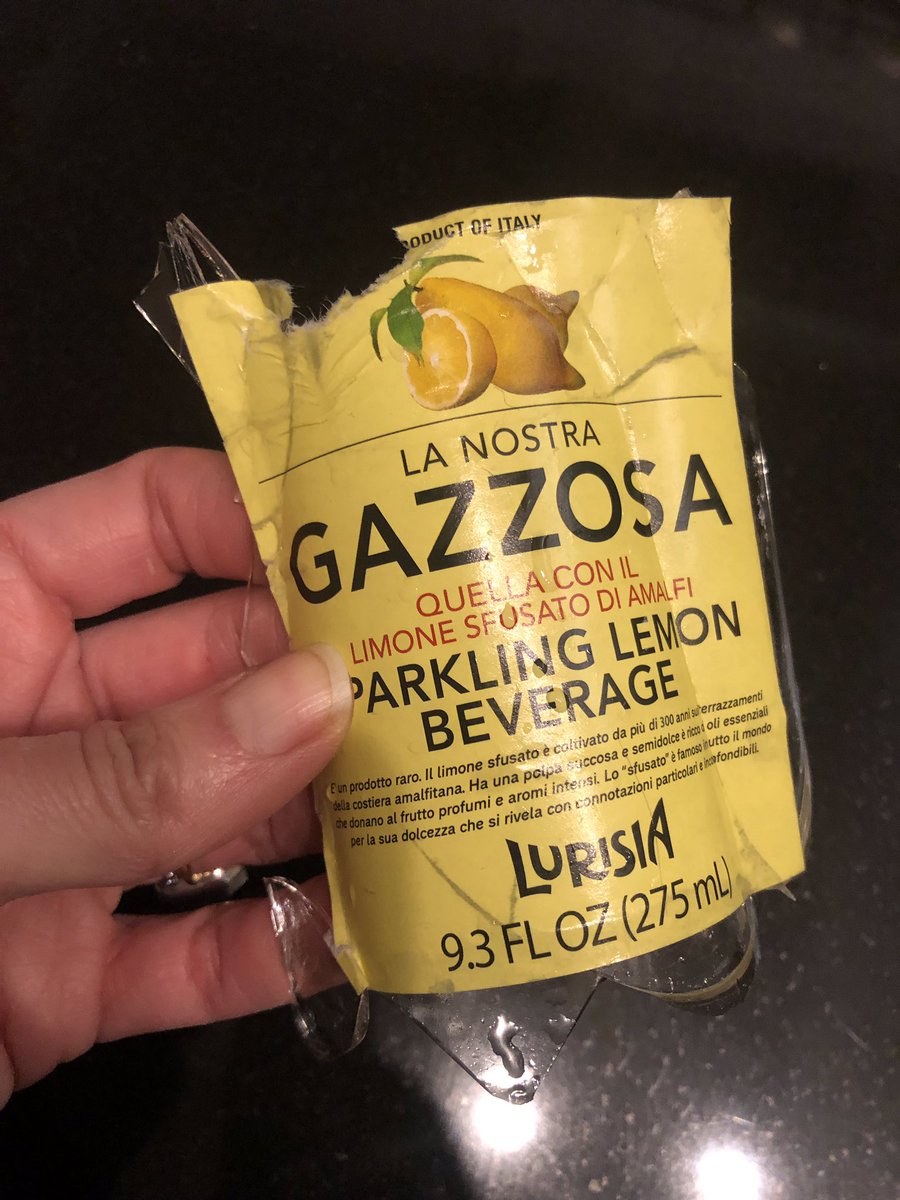 RODUCT OF ITALY
LA NOSTRA
GAZZOSA
QUELLA CON IL
LIMONE SFUSATO DI AMALFI
PARKLING LEMON
BEVERAGE
E' un prodotto raro. Il limone sfusato è coltivato da più di 300 anni sui terrazzamenti
della costiera amalfitana. Ha una polpa succosa e semidolce è ricco oli essenziali
che donano al frutto profumi e aromi intensi. Lo "sfusato" è famoso in tutto il mondo
per la sua dolcezza che si rivela con connotazioni particolari e inconfondibili.
LURISIA
9.3 FL OZ (275 mL)